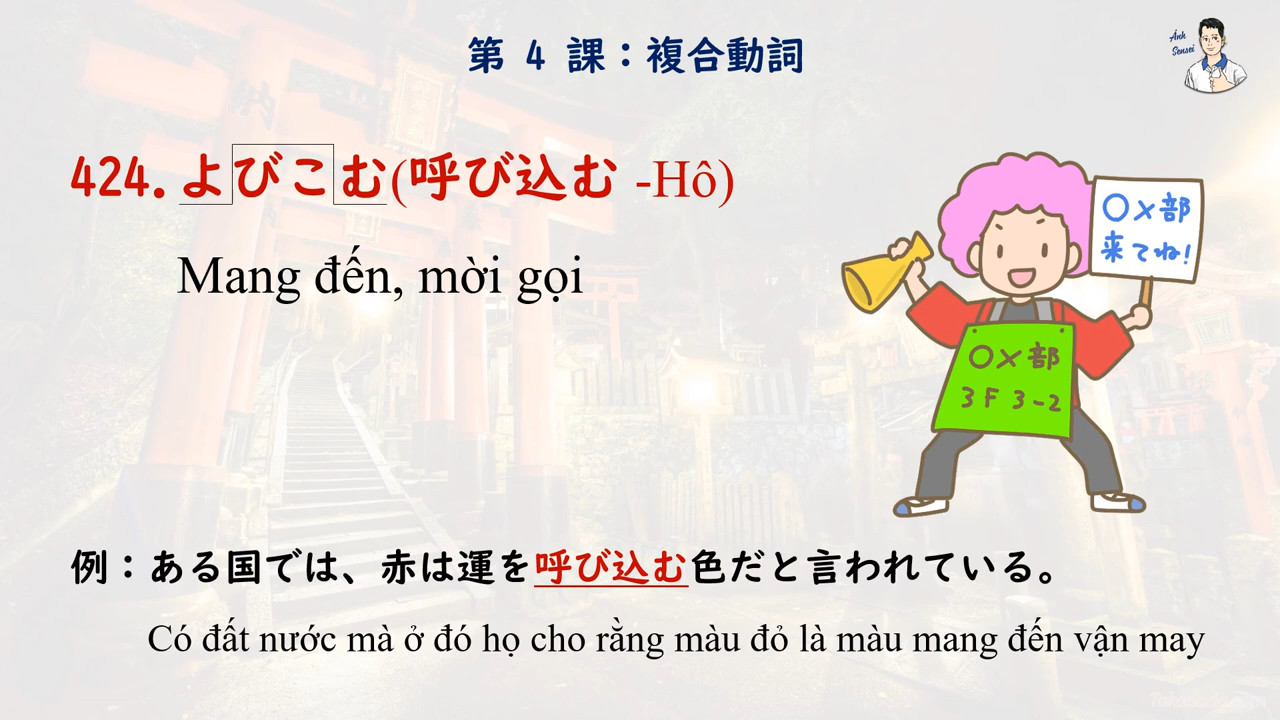 第 4 課：複合動詞
Anh
Sensei
424. よびこむ(呼び込む -Hô)
Mang đến, mời gọi
〇×部
来てね!
〇×部
3F 3-2
例：ある国では、赤は運を呼び込む色だと言われている。
Có đất nước mà ở đó họ cho rằng màu đỏ là màu mang đến vận may